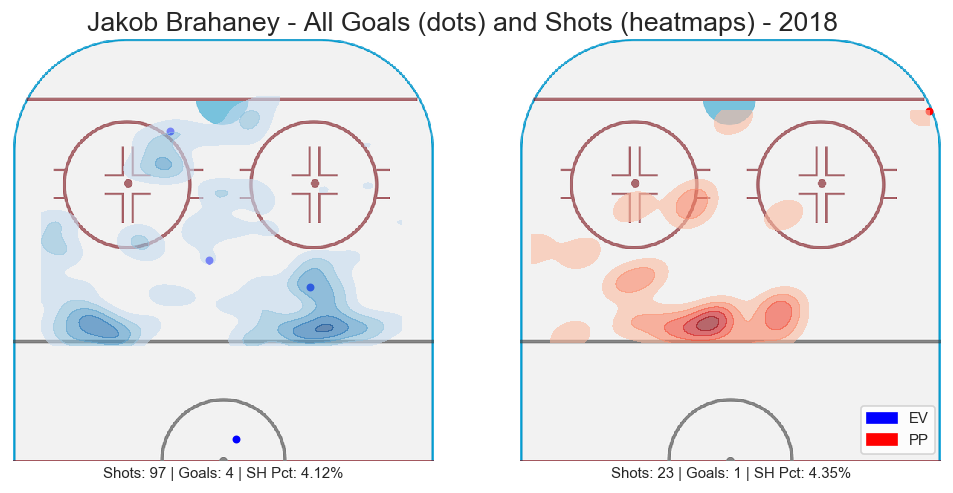 Jakob Brahaney - All Goals (dots) and Shots (heatmaps) - 2018
EV
PP
Shots: 97 | Goals: 4 | SH Pct: 4.12%
Shots: 23 | Goals: 1 | SH Pct: 4.35%